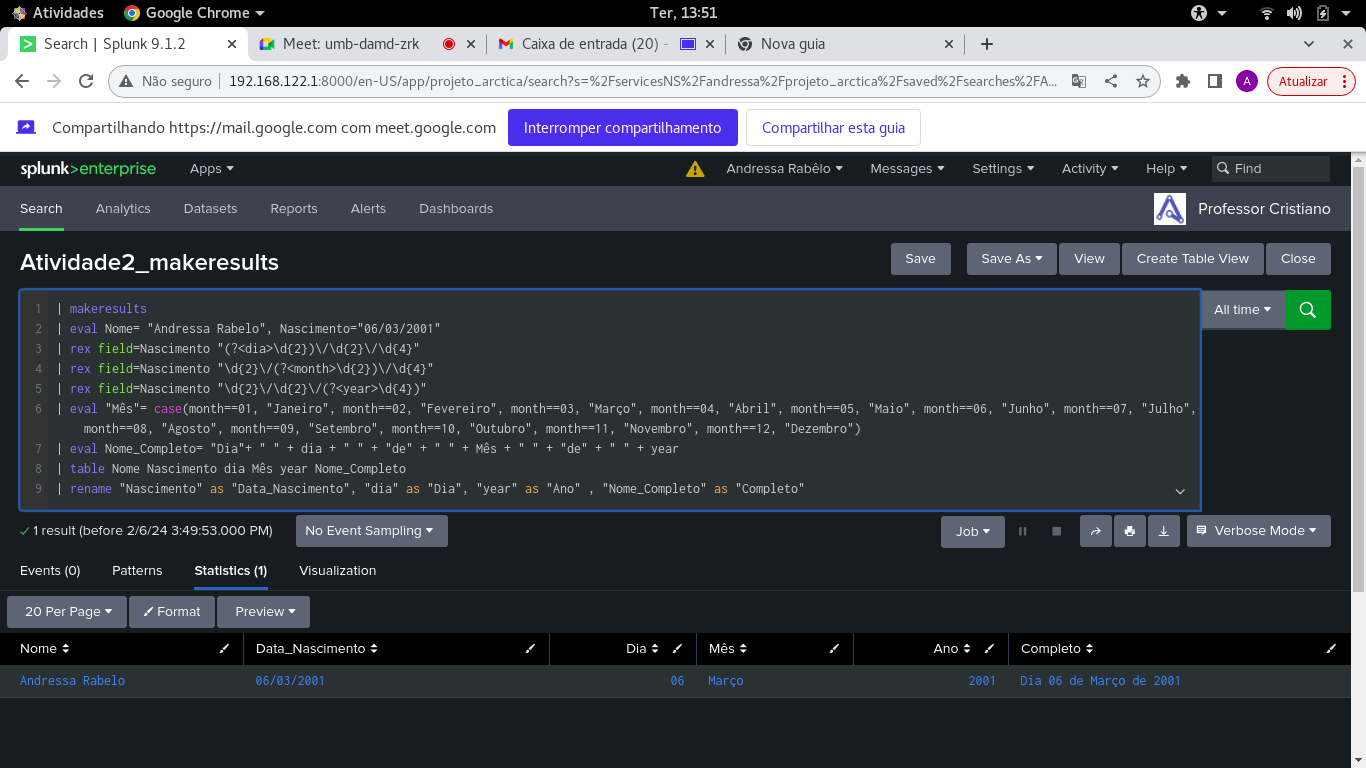 Atividades Google Chrome Ter, 13:51
Search | Splunk 9.1.2 Meet: umb-damd-zrk Caixa de entrada (20) - Nova guia
Não seguro 192.168.122.1:8000/en-US/app/projeto_arctica/search?s=%2FservicesNS%2Fandressa%2Fprojeto_arctica%2Fsaved%2Fsearches%2FA... A Atualizar
Compartilhando https://mail.google.com com meet.google.com Interromper compartilhamento Compartilhar esta guia
splunk>enterprise Apps Andressa Rabêlo Messages Settings Activity Help Find
Search Analytics Datasets Reports Alerts Dashboards Professor Cristiano
Atividade2_makeresults Save Save As View Create Table View Close
1 | makeresults All time
2 | eval Nome= "Andressa Rabelo", Nascimento="06/03/2001"
3 | rex field=Nascimento "(?<dia>\d{2})\/\d{2}\/\d{4}"
4 | rex field=Nascimento "\d{2}\/(?<month>\d{2})\/\d{4}"
5 | rex field=Nascimento "\d{2}\/\d{2}\/(?<year>\d{4})"
6 | eval "Mês"= case(month==01, "Janeiro", month==02, "Fevereiro", month==03, "Março", month==04, "Abril", month==05, "Maio", month==06, "Junho", month==07, "Julho",
month==08, "Agosto", month==09, "Setembro", month==10, "Outubro", month==11, "Novembro", month==12, "Dezembro")
7 | eval Nome_Completo= "Dia"+ " " + dia + " " + "de" + " " + Mês + " " + "de" + " " + year
8 | table Nome Nascimento dia Mês year Nome_Completo
9 | rename "Nascimento" as "Data_Nascimento", "dia" as "Dia", "year" as "Ano" , "Nome_Completo" as "Completo"
1 result (before 2/6/24 3:49:53.000 PM) No Event Sampling Job Verbose Mode
Events (0) Patterns Statistics (1) Visualization
20 Per Page Format Preview
Nome Data_Nascimento Dia Mês Ano Completo
Andressa Rabelo 06/03/2001 06 Março 2001 Dia 06 de Março de 2001